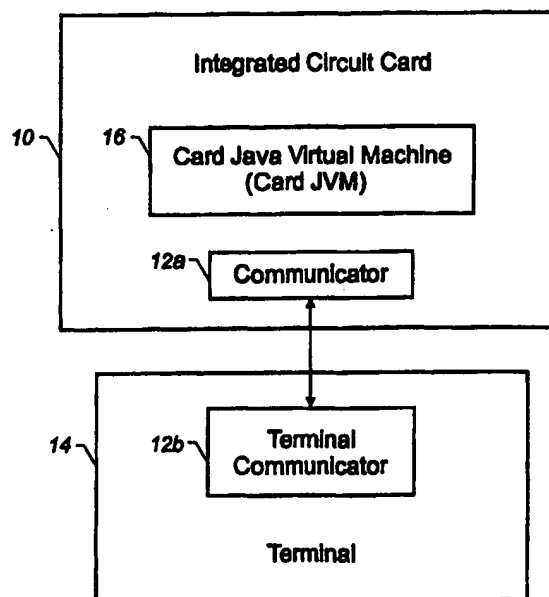 Integrated Circuit Card
10
16
Card Java Virtual Machine
(Card JVM)
12a
Communicator
14
12b
Terminal
Communicator
Terminal